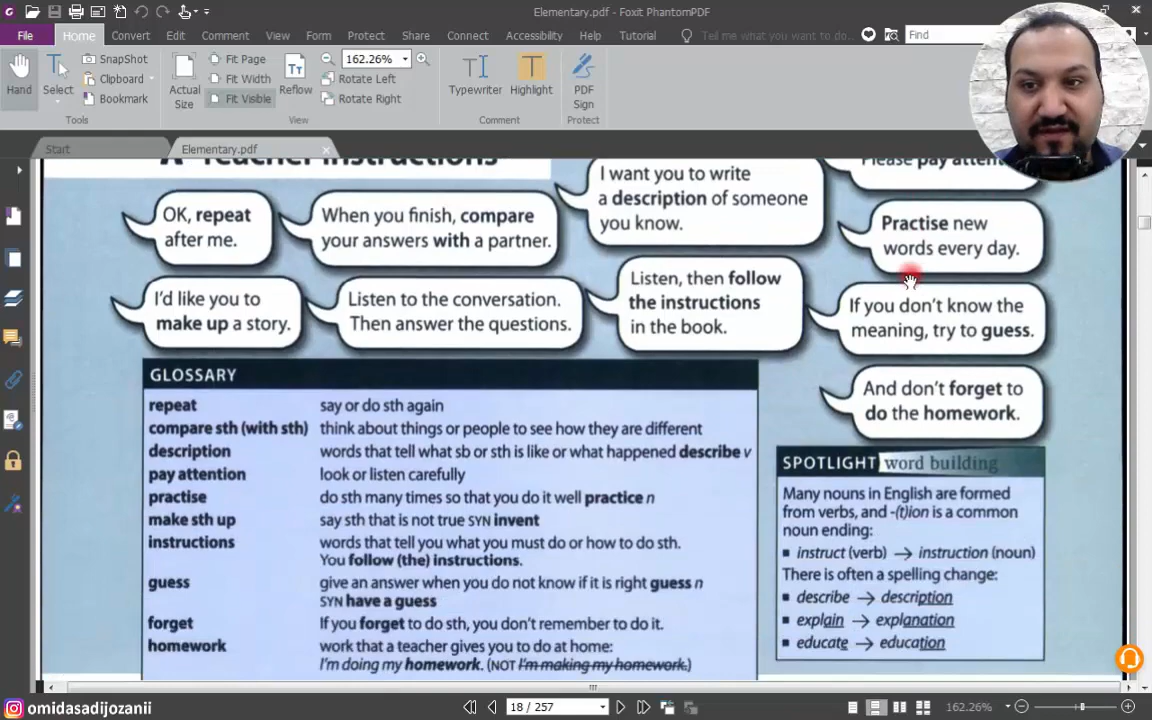 Elementary.pdf - Foxit PhantomPDF
File Home Convert Edit Comment View Form Protect Share Connect Accessibility Help Tutorial Tell me what you want to do... Find
SnapShot
Clipboard
Bookmark
Hand
Select
Actual
Size
Fit Page
Fit Width
Fit Visible
Reflow
162.26%
Rotate Left
Rotate Right
Typewriter
Highlight
PDF
Sign
Tools
View
Comment
Protect
Start
Elementary.pdf
A Teacher instructions
OK, repeat
after me.
When you finish, compare
your answers with a partner.
I want you to write
a description of someone
you know.
Please pay attent
Practise new
words every day.
I'd like you to
make up a story.
Listen to the conversation.
Then answer the questions.
Listen, then follow
the instructions
in the book.
If you don't know the
meaning, try to guess.
And don't forget to
do the homework.
GLOSSARY
repeat say or do sth again
compare sth (with sth) think about things or people to see how they are different
description words that tell what sb or sth is like or what happened describe v
pay attention look or listen carefully
practise do sth many times so that you do it well practice n
make sth up say sth that is not true SYN invent
instructions words that tell you what you must do or how to do sth.
You follow (the) instructions.
guess give an answer when you do not know if it is right guess n
SYN have a guess
forget If you forget to do sth, you don't remember to do it.
homework work that a teacher gives you to do at home:
I'm doing my homework. (NOT I'm making my homework.)
SPOTLIGHT word building
Many nouns in English are formed
from verbs, and -(t)ion is a common
noun ending:
▪ instruct (verb) → instruction (noun)
There is often a spelling change:
▪ describe → description
▪ explain → explanation
▪ educate → education
omidasadijozanii
18 / 257
162.26%